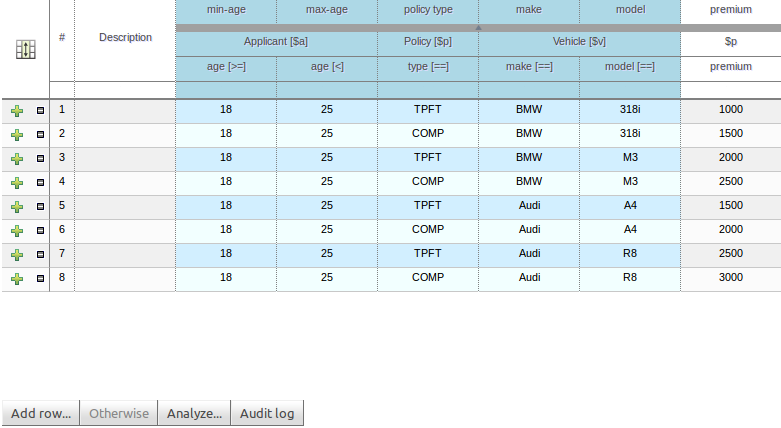 min-age max-age policy type make model premium
# Description Applicant [$a] Policy [$p] Vehicle [$v] $p
age [>=] age [<] type [==] make [==] model [==] premium
1 18 25 TPFT BMW 318i 1000
2 18 25 COMP BMW 318i 1500
3 18 25 TPFT BMW M3 2000
4 18 25 COMP BMW M3 2500
5 18 25 TPFT Audi A4 1500
6 18 25 COMP Audi A4 2000
7 18 25 TPFT Audi R8 2500
8 18 25 COMP Audi R8 3000
Add row... Otherwise Analyze... Audit log